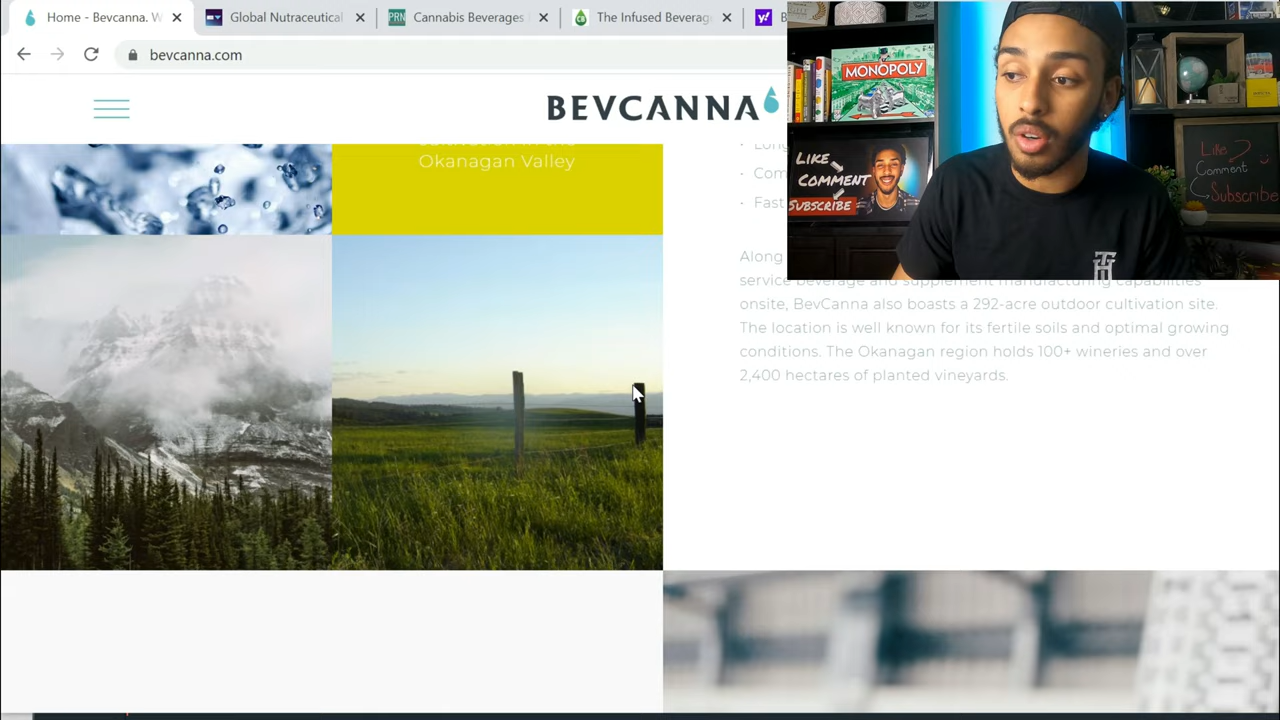 Home - Bevcanna. W
Global Nutraceutical
PRN
Cannabis Beverages
CB
The Infused Beverag
y!
B
bevcanna.com
BEVCANNA
Okanagan Valley
· Long
· Com
· Fast
Along
service beverage and supplement manufacturing capabilities
onsite, BevCanna also boasts a 292-acre outdoor cultivation site.
The location is well known for its fertile soils and optimal growing
conditions. The Okanagan region holds 100+ wineries and over
2,400 hectares of planted vineyards.
MONOPOLY
LIKE
COMMENT
SUBSCRIBE
Like?
Comment
Subscribe